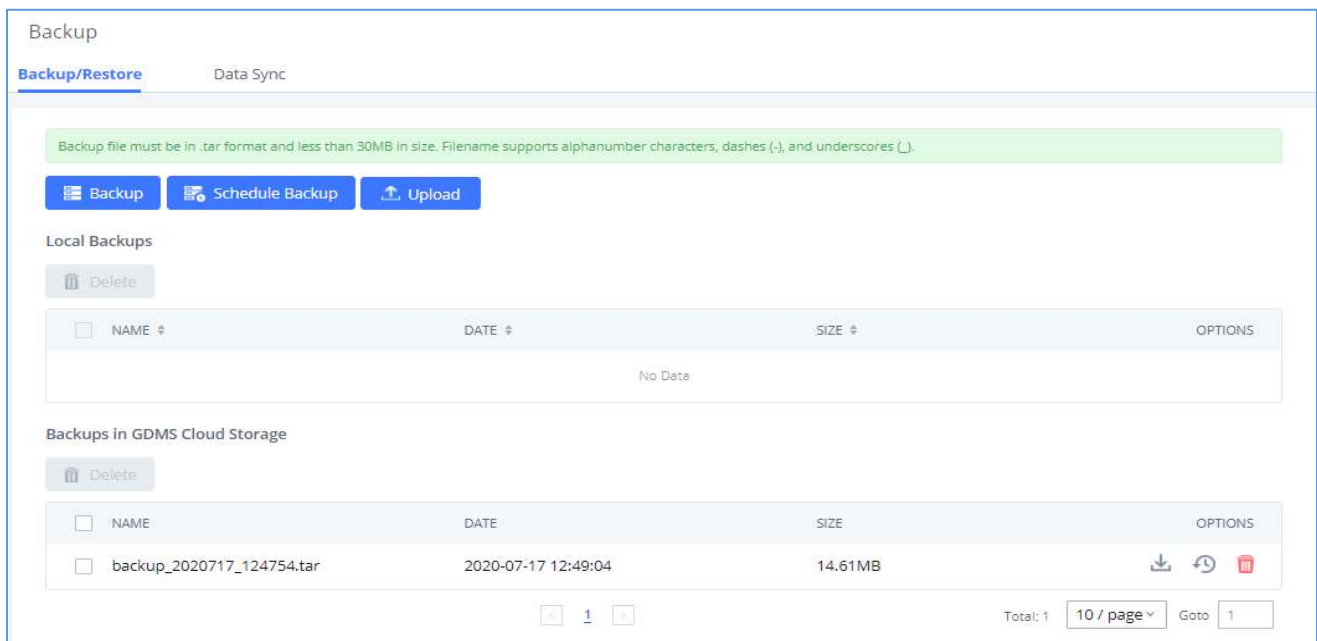 Backup
Backup/Restore Data Sync
Backup file must be in .tar format and less than 30MB in size. Filename supports alphanumber characters, dashes (-), and underscores (_).
Backup Schedule Backup Upload
Local Backups
Delete
NAME DATE SIZE OPTIONS
No Data
Backups in GDMS Cloud Storage
Delete
NAME DATE SIZE OPTIONS
backup_2020717_124754.tar 2020-07-17 12:49:04 14.61MB
< 1 > Total: 1 10 / page Goto 1